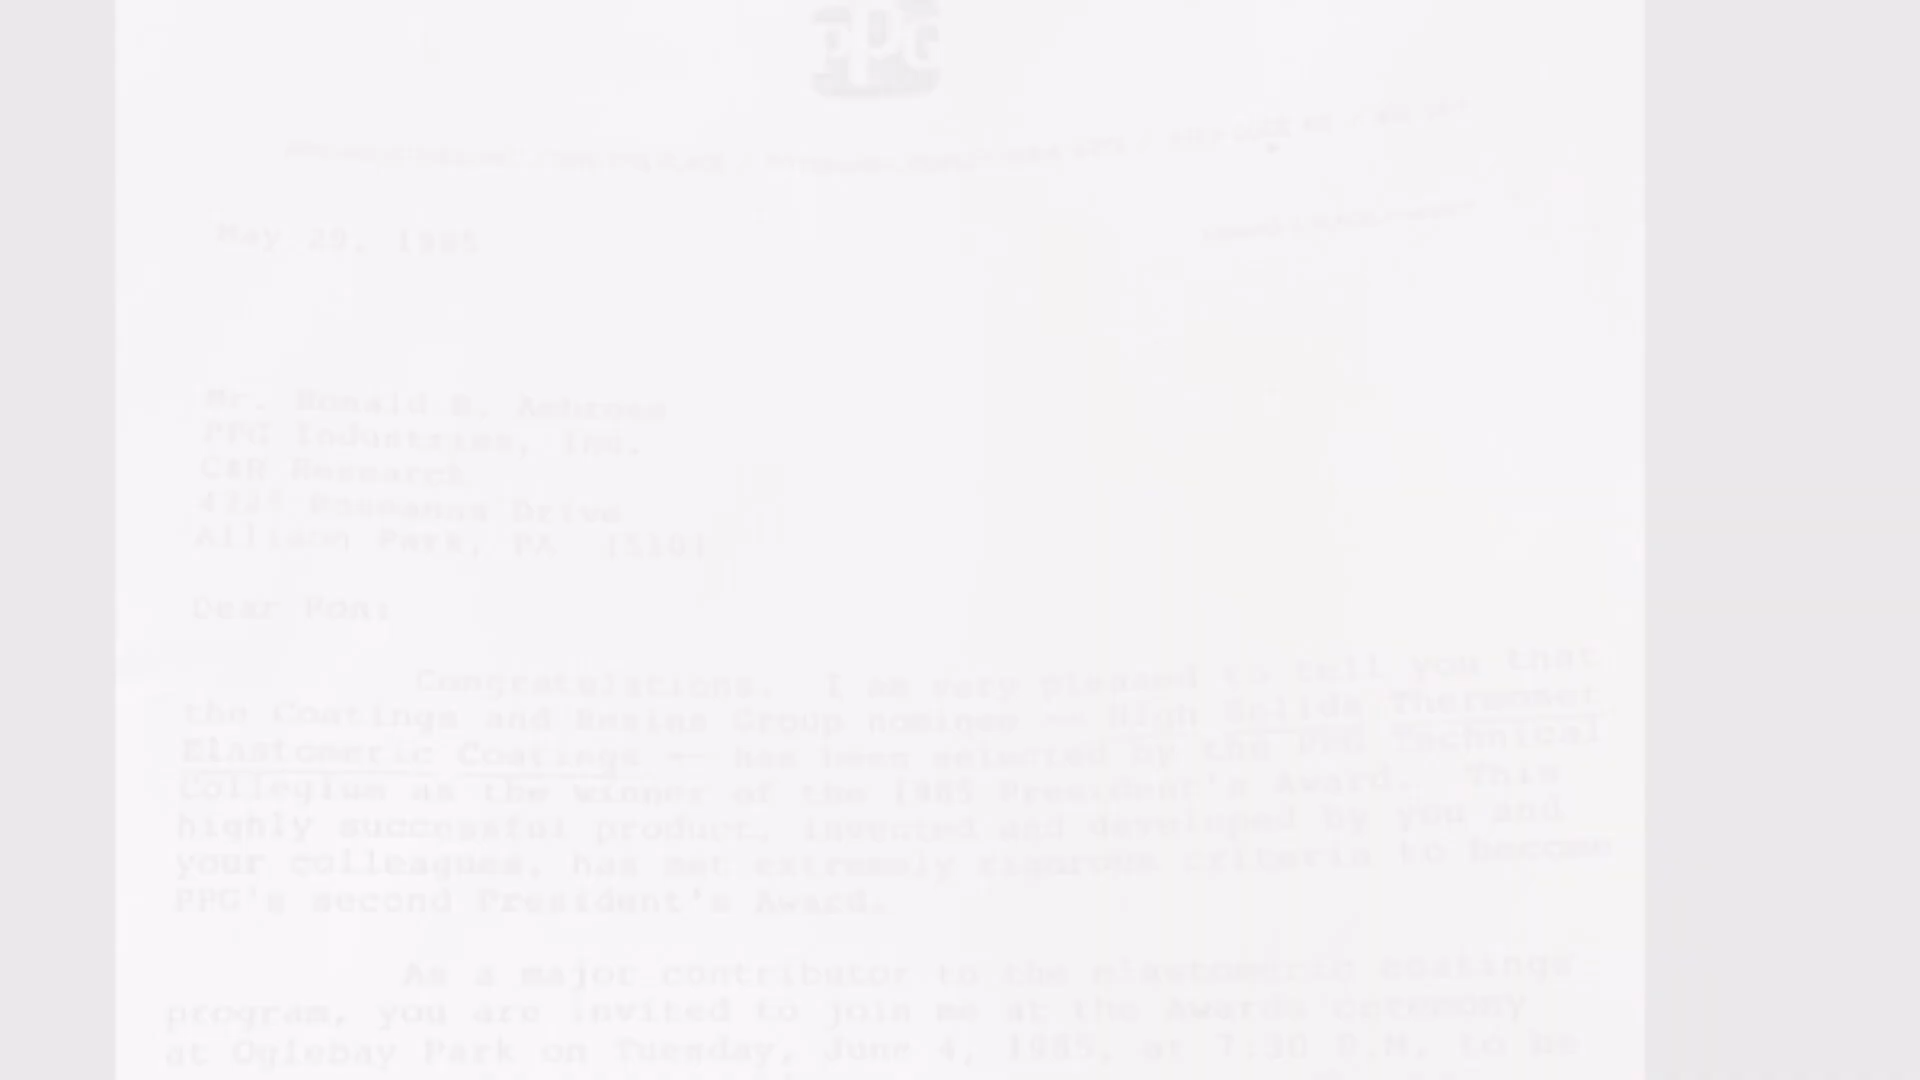 PPG
May 29, 1985
Mr. Ronald R. Ambrose
PPG Industries, Inc.
C&R Research
4325 Rosanna Drive
Allison Park, PA 15101
Dear Ron:
Congratulations. I am very pleased to tell you that
the Coatings and Resins Group nominee -- High Solids Thermoset
Elastomeric Coatings -- has been selected by the PPG Technical
Collegium as the winner of the 1985 President's Award. This
highly successful product, invented and developed by you and
your colleagues, has met extremely rigorous criteria to become
PPG's second President's Award.
As a major contributor to the elastomeric coatings
program, you are invited to join me at the Awards ceremony
at Oglebay Park on Tuesday, June 4, 1985, at 7:30 P.M. to be